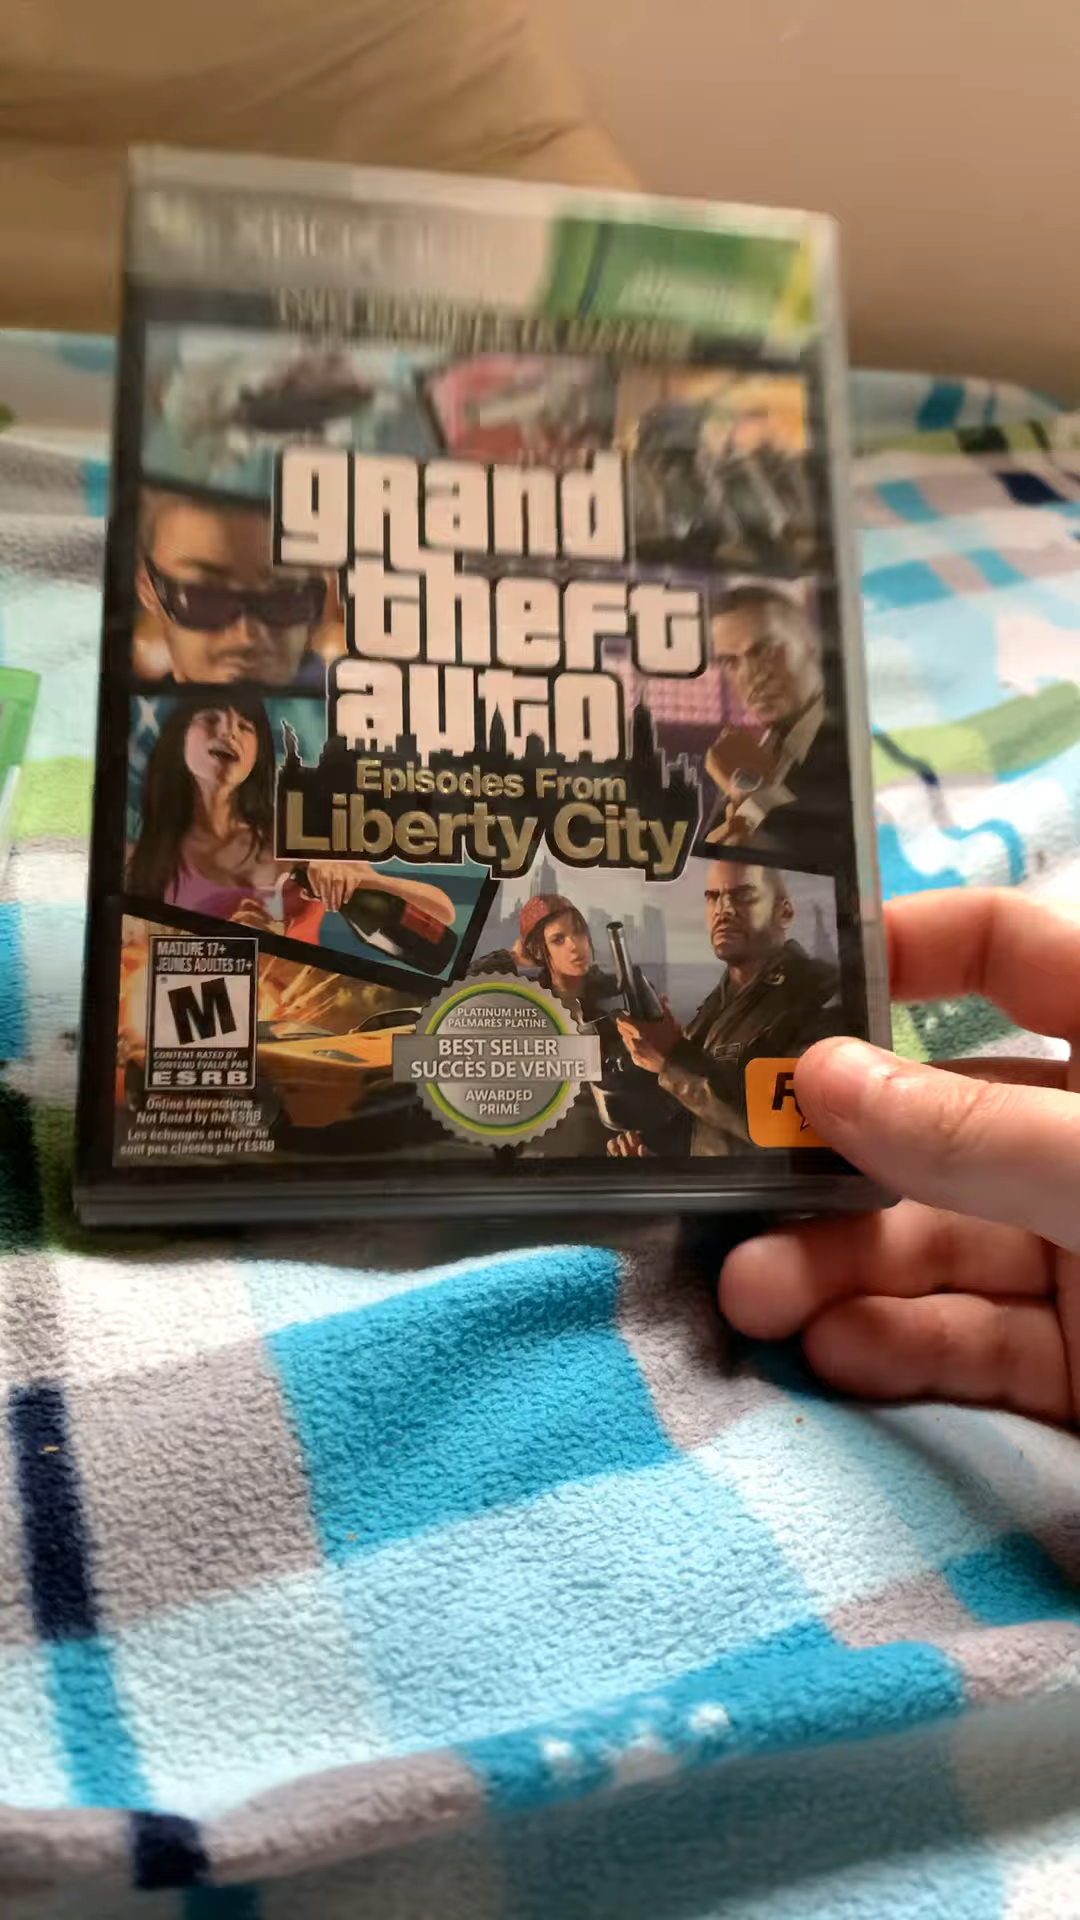 XBOX 360
grand
theft
auto
Episodes From
Liberty City
MATURE 17+
JEUNES ADULTES 17+
M
CONTENT RATED BY
CONTENU ÉVALUÉ PAR
ESRB
Online Interactions
Not Rated by the ESRB
Les échanges en ligne ne
sont pas classés par l'ESRB
PLATINUM HITS
PALMARÈS PLATINE
BEST SELLER
SUCCÈS DE VENTE
AWARDED
PRIMÉ
R